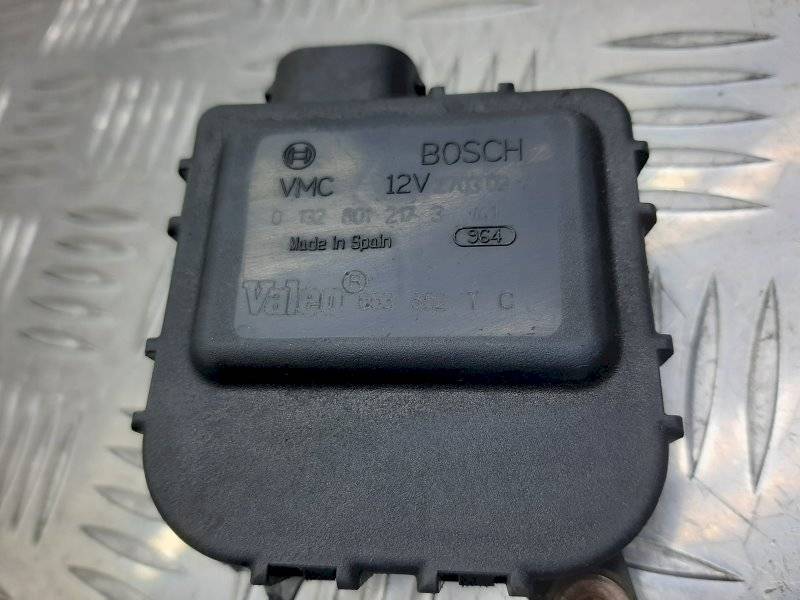 BOSCH
VMC 12V
0 132 801 217 3
Made in Spain 964
Valeo® T C